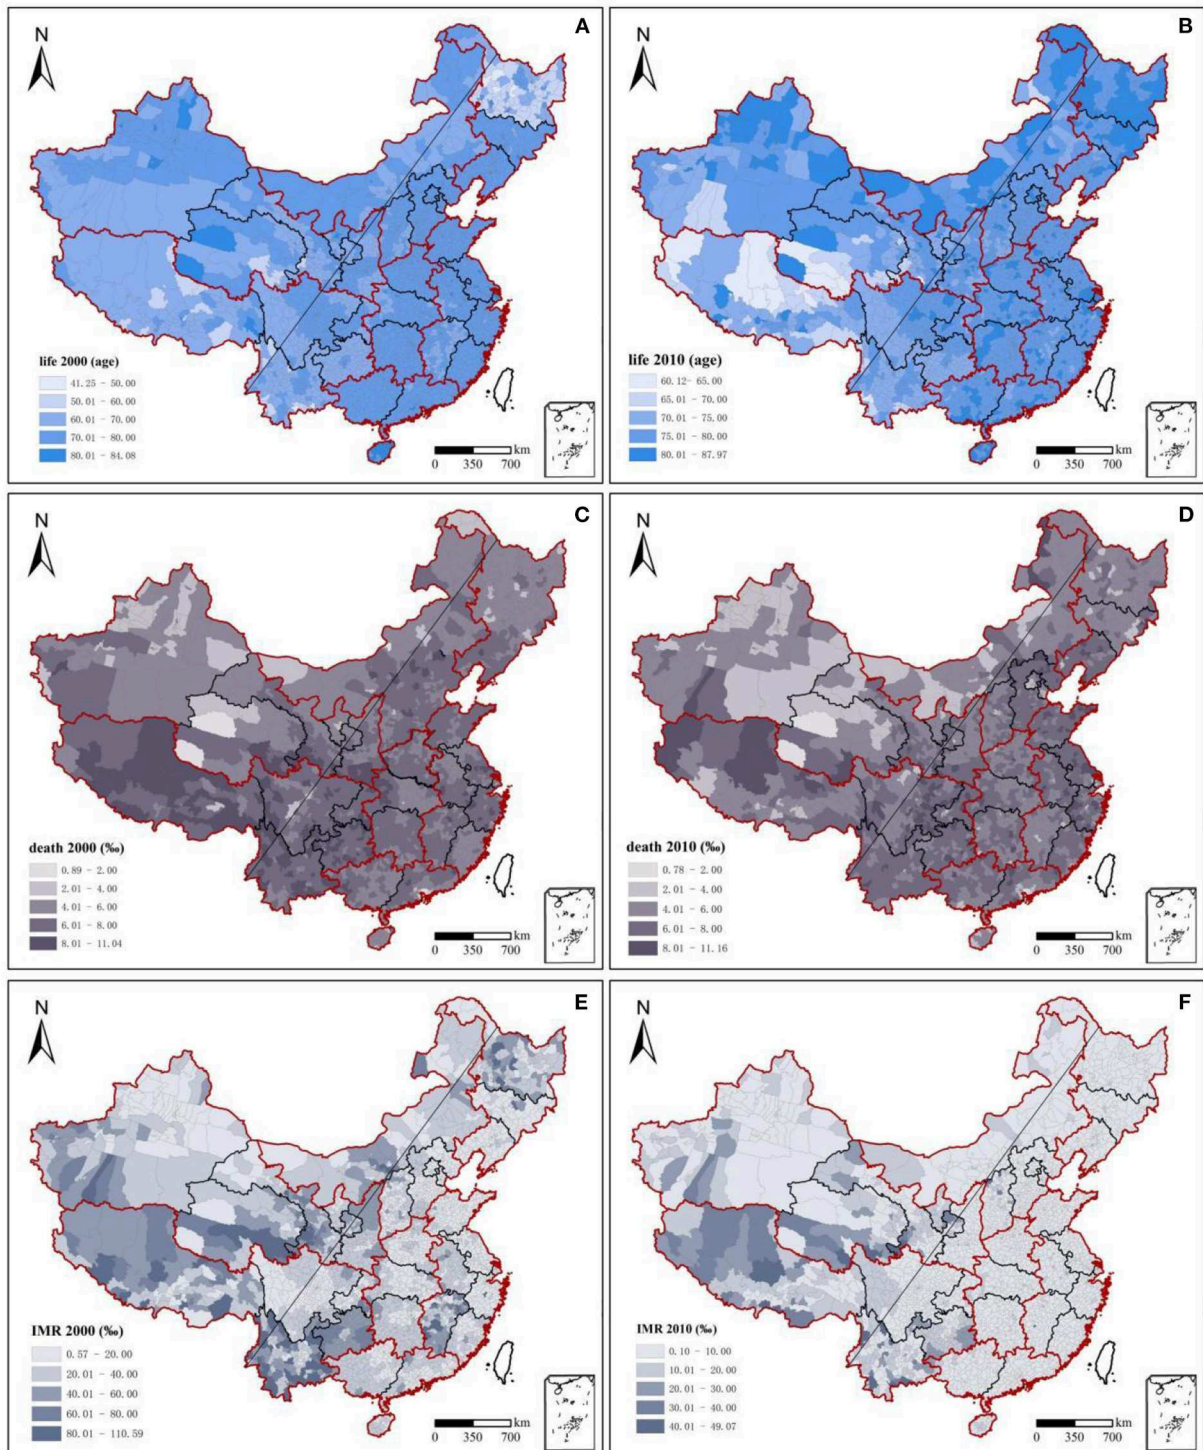 N
A
life 2000 (age)
41.25 - 50.00
50.01 - 60.00
60.01 - 70.00
70.01 - 80.00
80.01 - 84.08
km
0 350 700
N
B
life 2010 (age)
60.12- 65.00
65.01 - 70.00
70.01 - 75.00
75.01 - 80.00
80.01 - 87.97
km
0 350 700
N
C
death 2000 (‰)
0.89 - 2.00
2.01 - 4.00
4.01 - 6.00
6.01 - 8.00
8.01 - 11.04
km
0 350 700
N
D
death 2010 (‰)
0.78 - 2.00
2.01 - 4.00
4.01 - 6.00
6.01 - 8.00
8.01 - 11.16
km
0 350 700
N
E
IMR 2000 (‰)
0.57 - 20.00
20.01 - 40.00
40.01 - 60.00
60.01 - 80.00
80.01 - 110.59
km
0 350 700
N
F
IMR 2010 (‰)
0.10 - 10.00
10.01 - 20.00
20.01 - 30.00
30.01 - 40.00
40.01 - 49.07
km
0 350 700